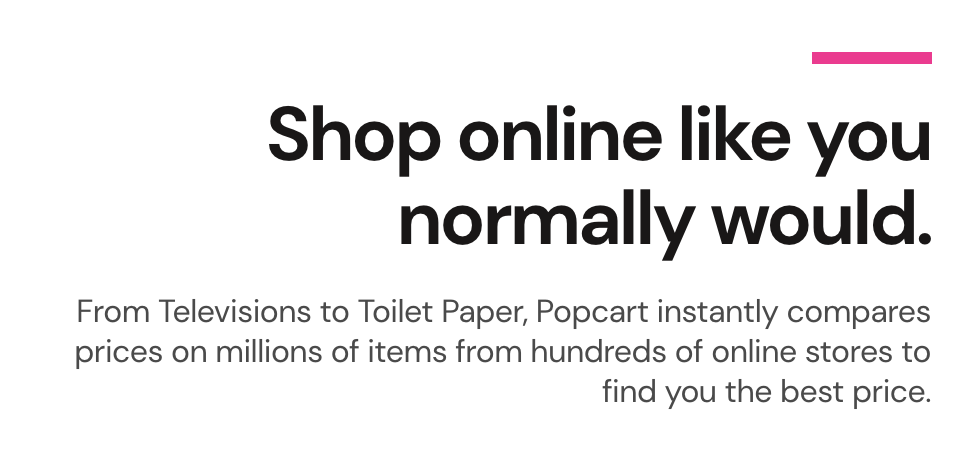 Shop online like you
normally would.
From Televisions to Toilet Paper, Popcart instantly compares
prices on millions of items from hundreds of online stores to
find you the best price.